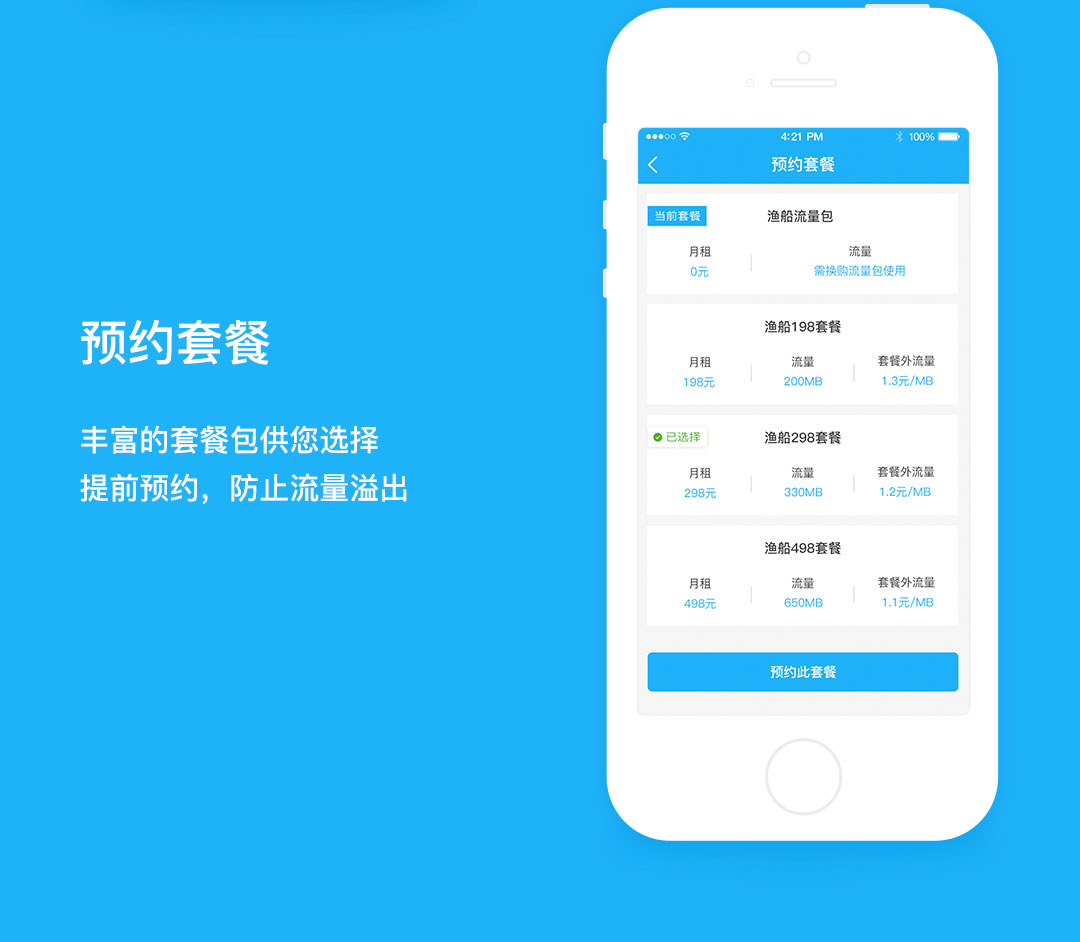 预约套餐
丰富的套餐包供您选择
提前预约，防止流量溢出
4:21 PM 100%
预约套餐
当前套餐 渔船流量包
月租 流量
0元 需换购流量包使用
渔船198套餐
月租 流量 套餐外流量
198元 200MB 1.3元/MB
已选择 渔船298套餐
月租 流量 套餐外流量
298元 330MB 1.2元/MB
渔船498套餐
月租 流量 套餐外流量
498元 650MB 1.1元/MB
预约此套餐